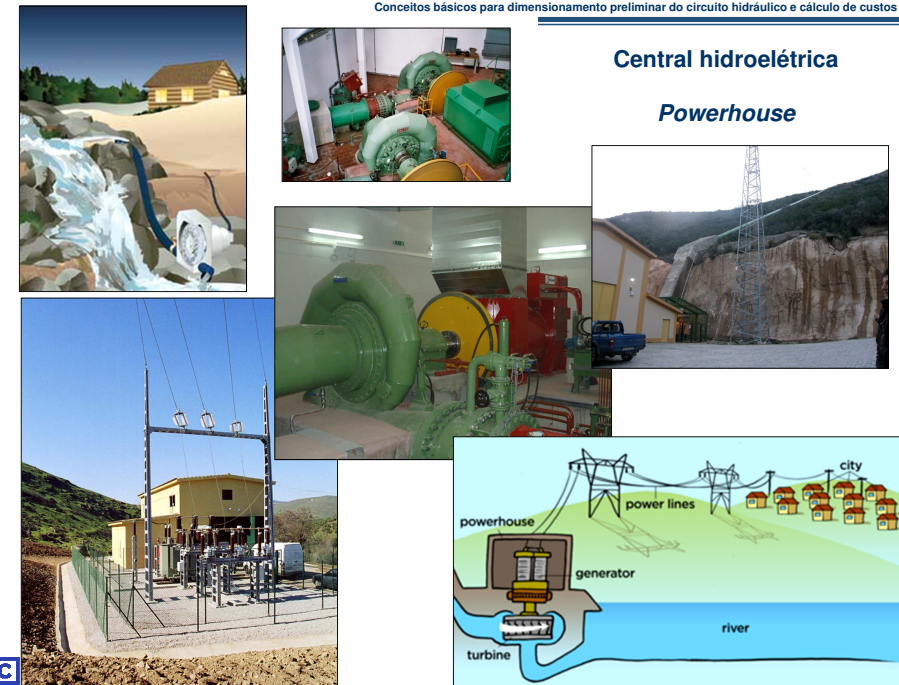 Conceitos básicos para dimensionamento preliminar do circuito hidráulico e cálculo de custos
Central hidroelétrica
Powerhouse
city
power lines
powerhouse
generator
river
turbine
C